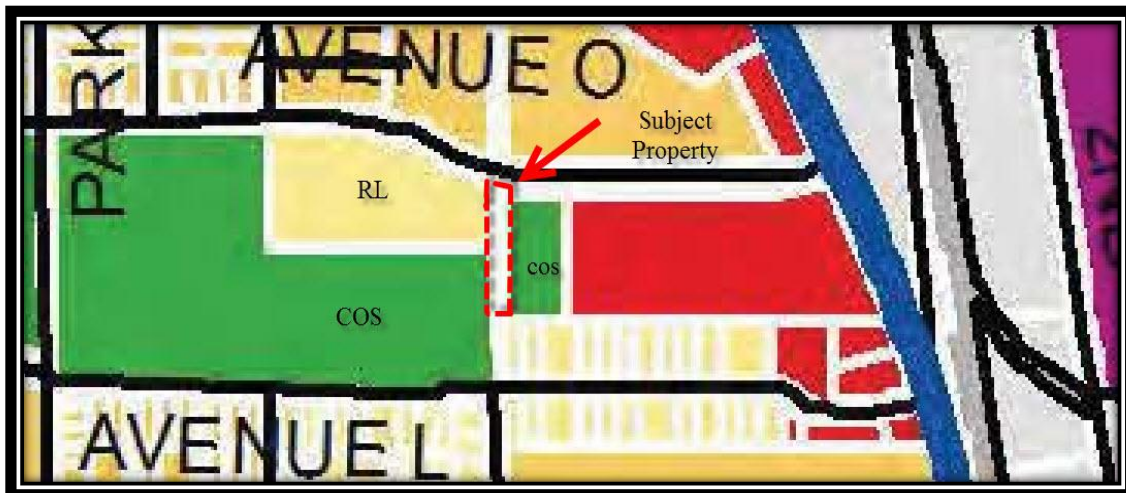 AVENUE O
PARK
Subject
Property
RL
cos
COS
AVENUE L